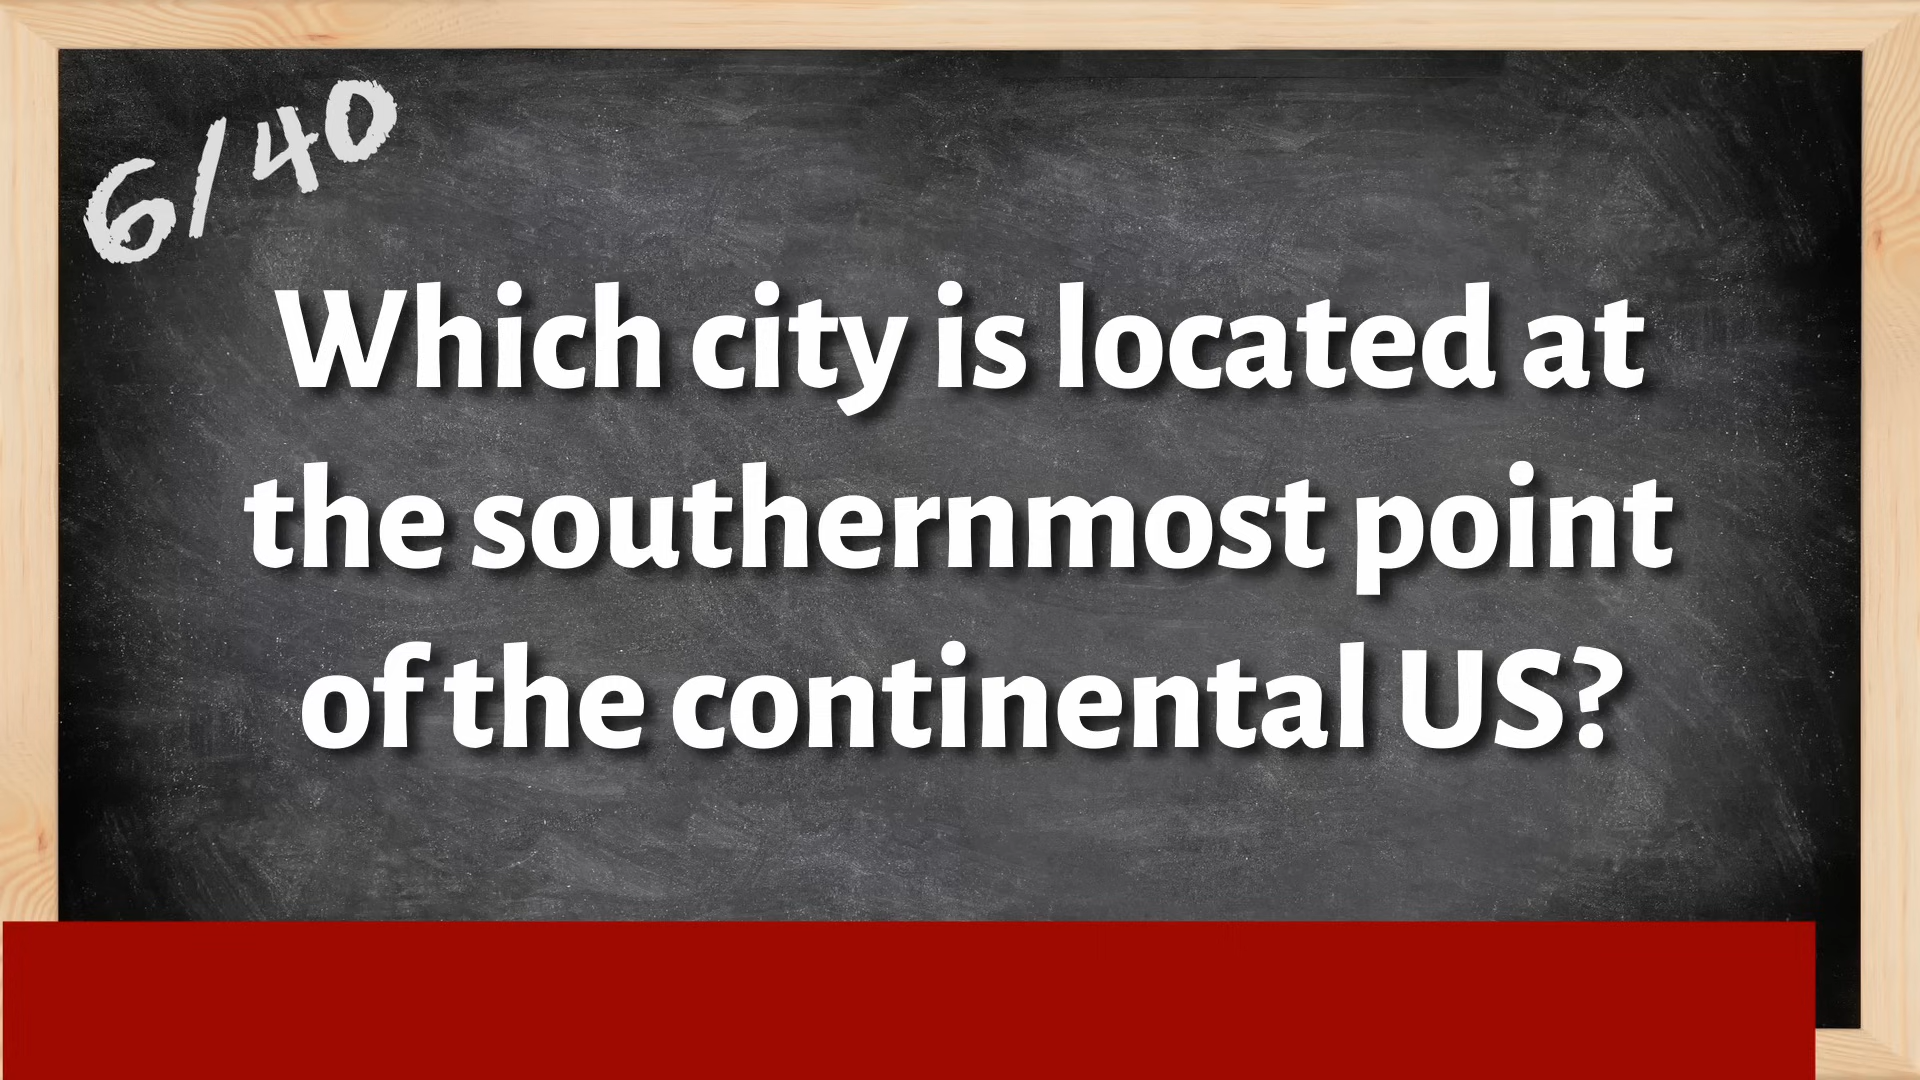 6/40
Which city is located at
the southernmost point
of the continental US?